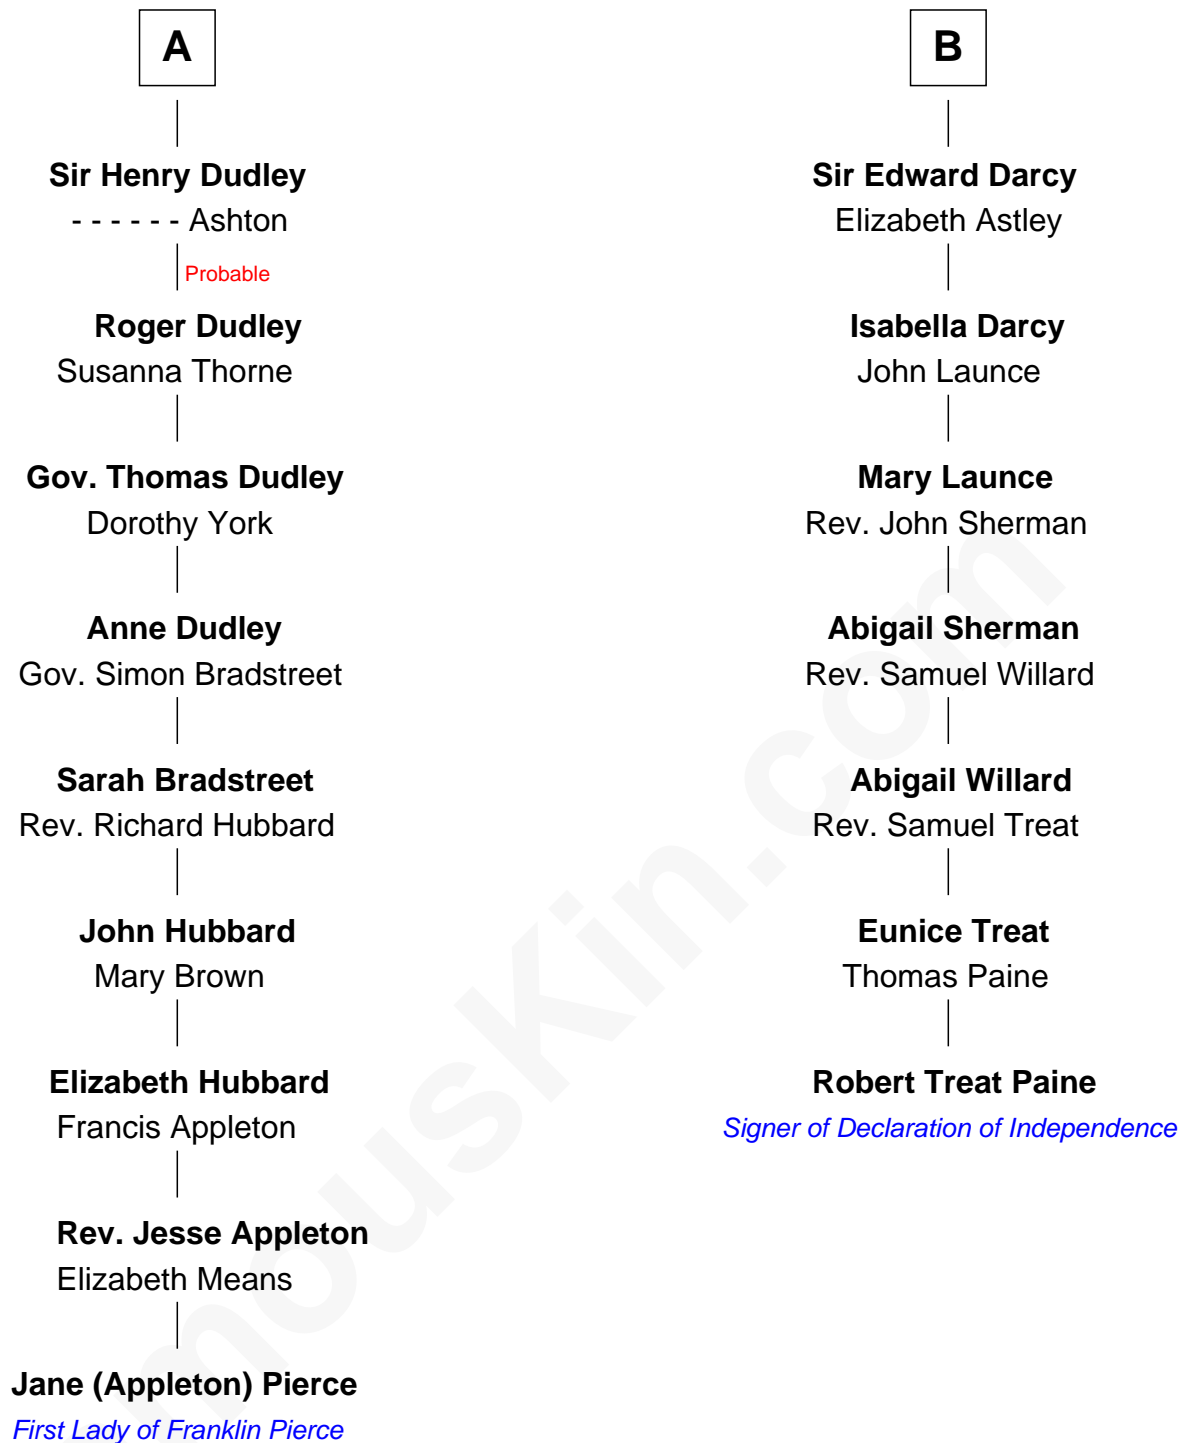 A
Sir Henry Dudley
- - - - - - Ashton
Probable
Roger Dudley
Susanna Thorne
Gov. Thomas Dudley
Dorothy York
Anne Dudley
Gov. Simon Bradstreet
Sarah Bradstreet
Rev. Richard Hubbard
John Hubbard
Mary Brown
Elizabeth Hubbard
Francis Appleton
Rev. Jesse Appleton
Elizabeth Means
Jane (Appleton) Pierce
First Lady of Franklin Pierce
B
Sir Edward Darcy
Elizabeth Astley
Isabella Darcy
John Launce
Mary Launce
Rev. John Sherman
Abigail Sherman
Rev. Samuel Willard
Abigail Willard
Rev. Samuel Treat
Eunice Treat
Thomas Paine
Robert Treat Paine
Signer of Declaration of Independence
mousKin.com